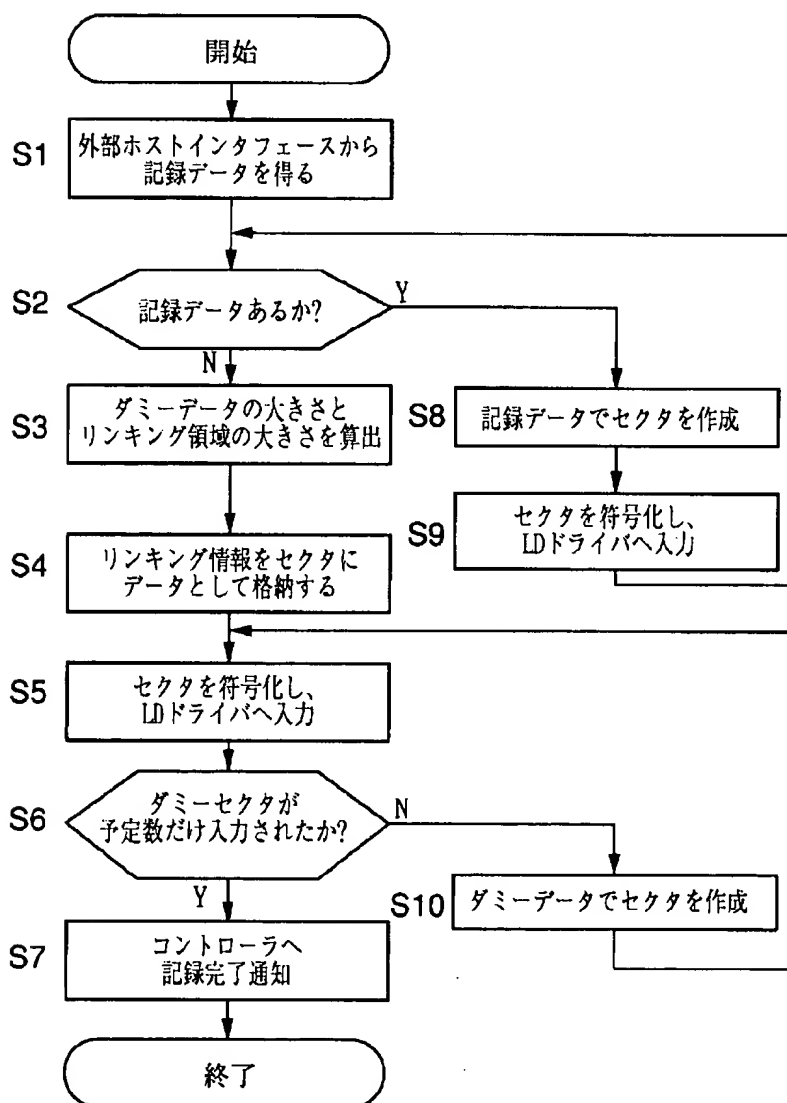 開始
S1
外部ホストインタフェースから
記録データを得る
S2
記録データあるか?
Y
N
S3
ダミーデータの大きさと
リンキング領域の大きさを算出
S8
記録データでセクタを作成
S9
セクタを符号化し、
LDドライバへ入力
S4
リンキング情報をセクタに
データとして格納する
S5
セクタを符号化し、
LDドライバへ入力
S6
ダミーセクタが
予定数だけ入力されたか?
N
Y
S10
ダミーデータでセクタを作成
S7
コントローラへ
記録完了通知
終了